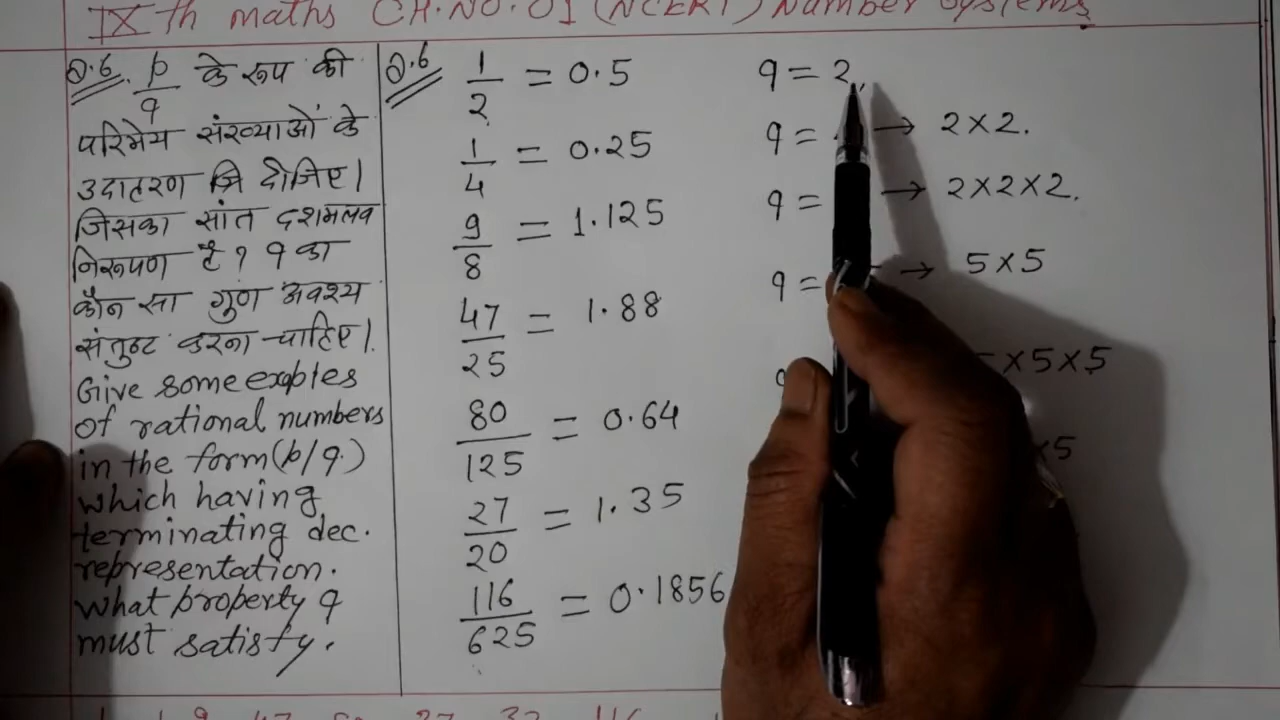 IXth maths CH.NO.01 (NCERT) Number Systems
Q.6. p/q के रूप की
परिमेय संख्याओं के
उदाहरण जि दीजिए।
जिसका सांत दशमलव
निरूपण है ? q का
कौन सा गुण अवश्य
संतुष्ट करना चाहिए।.
Give some exaples
of rational numbers
in the form (p/q.)
which having
terminating dec.
representation.
What property q
must satisfy.
Q.6 1/2 = 0.5
1/4 = 0.25
9/8 = 1.125
47/25 = 1.88
80/125 = 0.64
27/20 = 1.35
116/625 = 0.1856
q = 2,
q = → 2×2.
q = → 2×2×2.
q = → 5×5
×5×5
×5